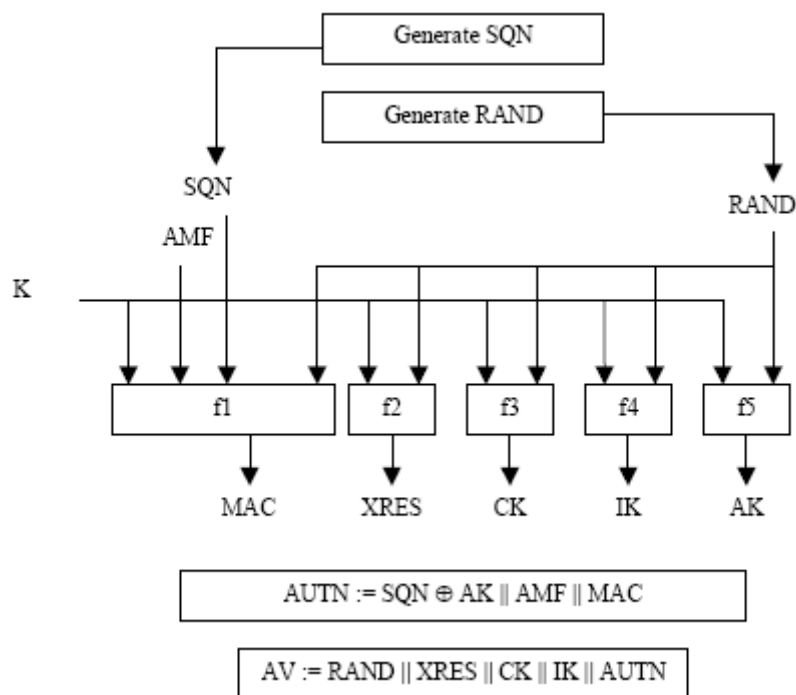 Generate SQN
Generate RAND
SQN
RAND
AMF
K
f1 f2 f3 f4 f5
MAC XRES CK IK AK
AUTN := SQN ⊕ AK || AMF || MAC
AV := RAND || XRES || CK || IK || AUTN